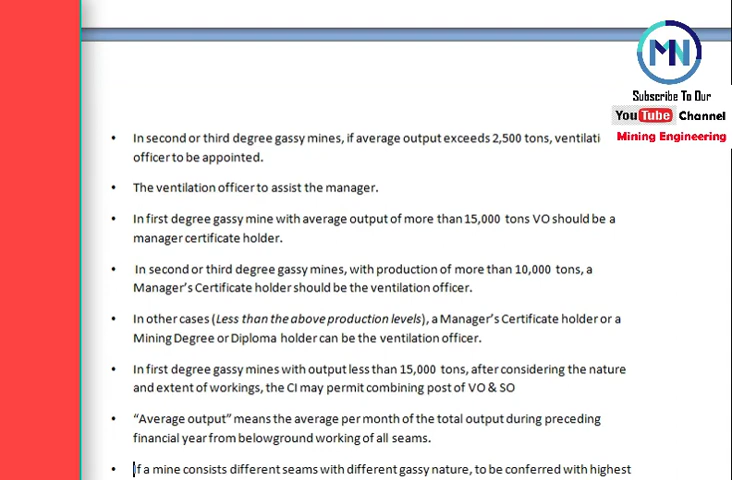 MN
Subscribe To Our
YouTube Channel
Mining Engineering
• In second or third degree gassy mines, if average output exceeds 2,500 tons, ventilati
officer to be appointed.
• The ventilation officer to assist the manager.
• In first degree gassy mine with average output of more than 15,000 tons VO should be a
manager certificate holder.
• In second or third degree gassy mines, with production of more than 10,000 tons, a
Manager's Certificate holder should be the ventilation officer.
• In other cases (Less than the above production levels), a Manager's Certificate holder or a
Mining Degree or Diploma holder can be the ventilation officer.
• In first degree gassy mines with output less than 15,000 tons, after considering the nature
and extent of workings, the CI may permit combining post of VO & SO
• "Average output" means the average per month of the total output during preceding
financial year from belowground working of all seams.
• If a mine consists different seams with different gassy nature, to be conferred with highest